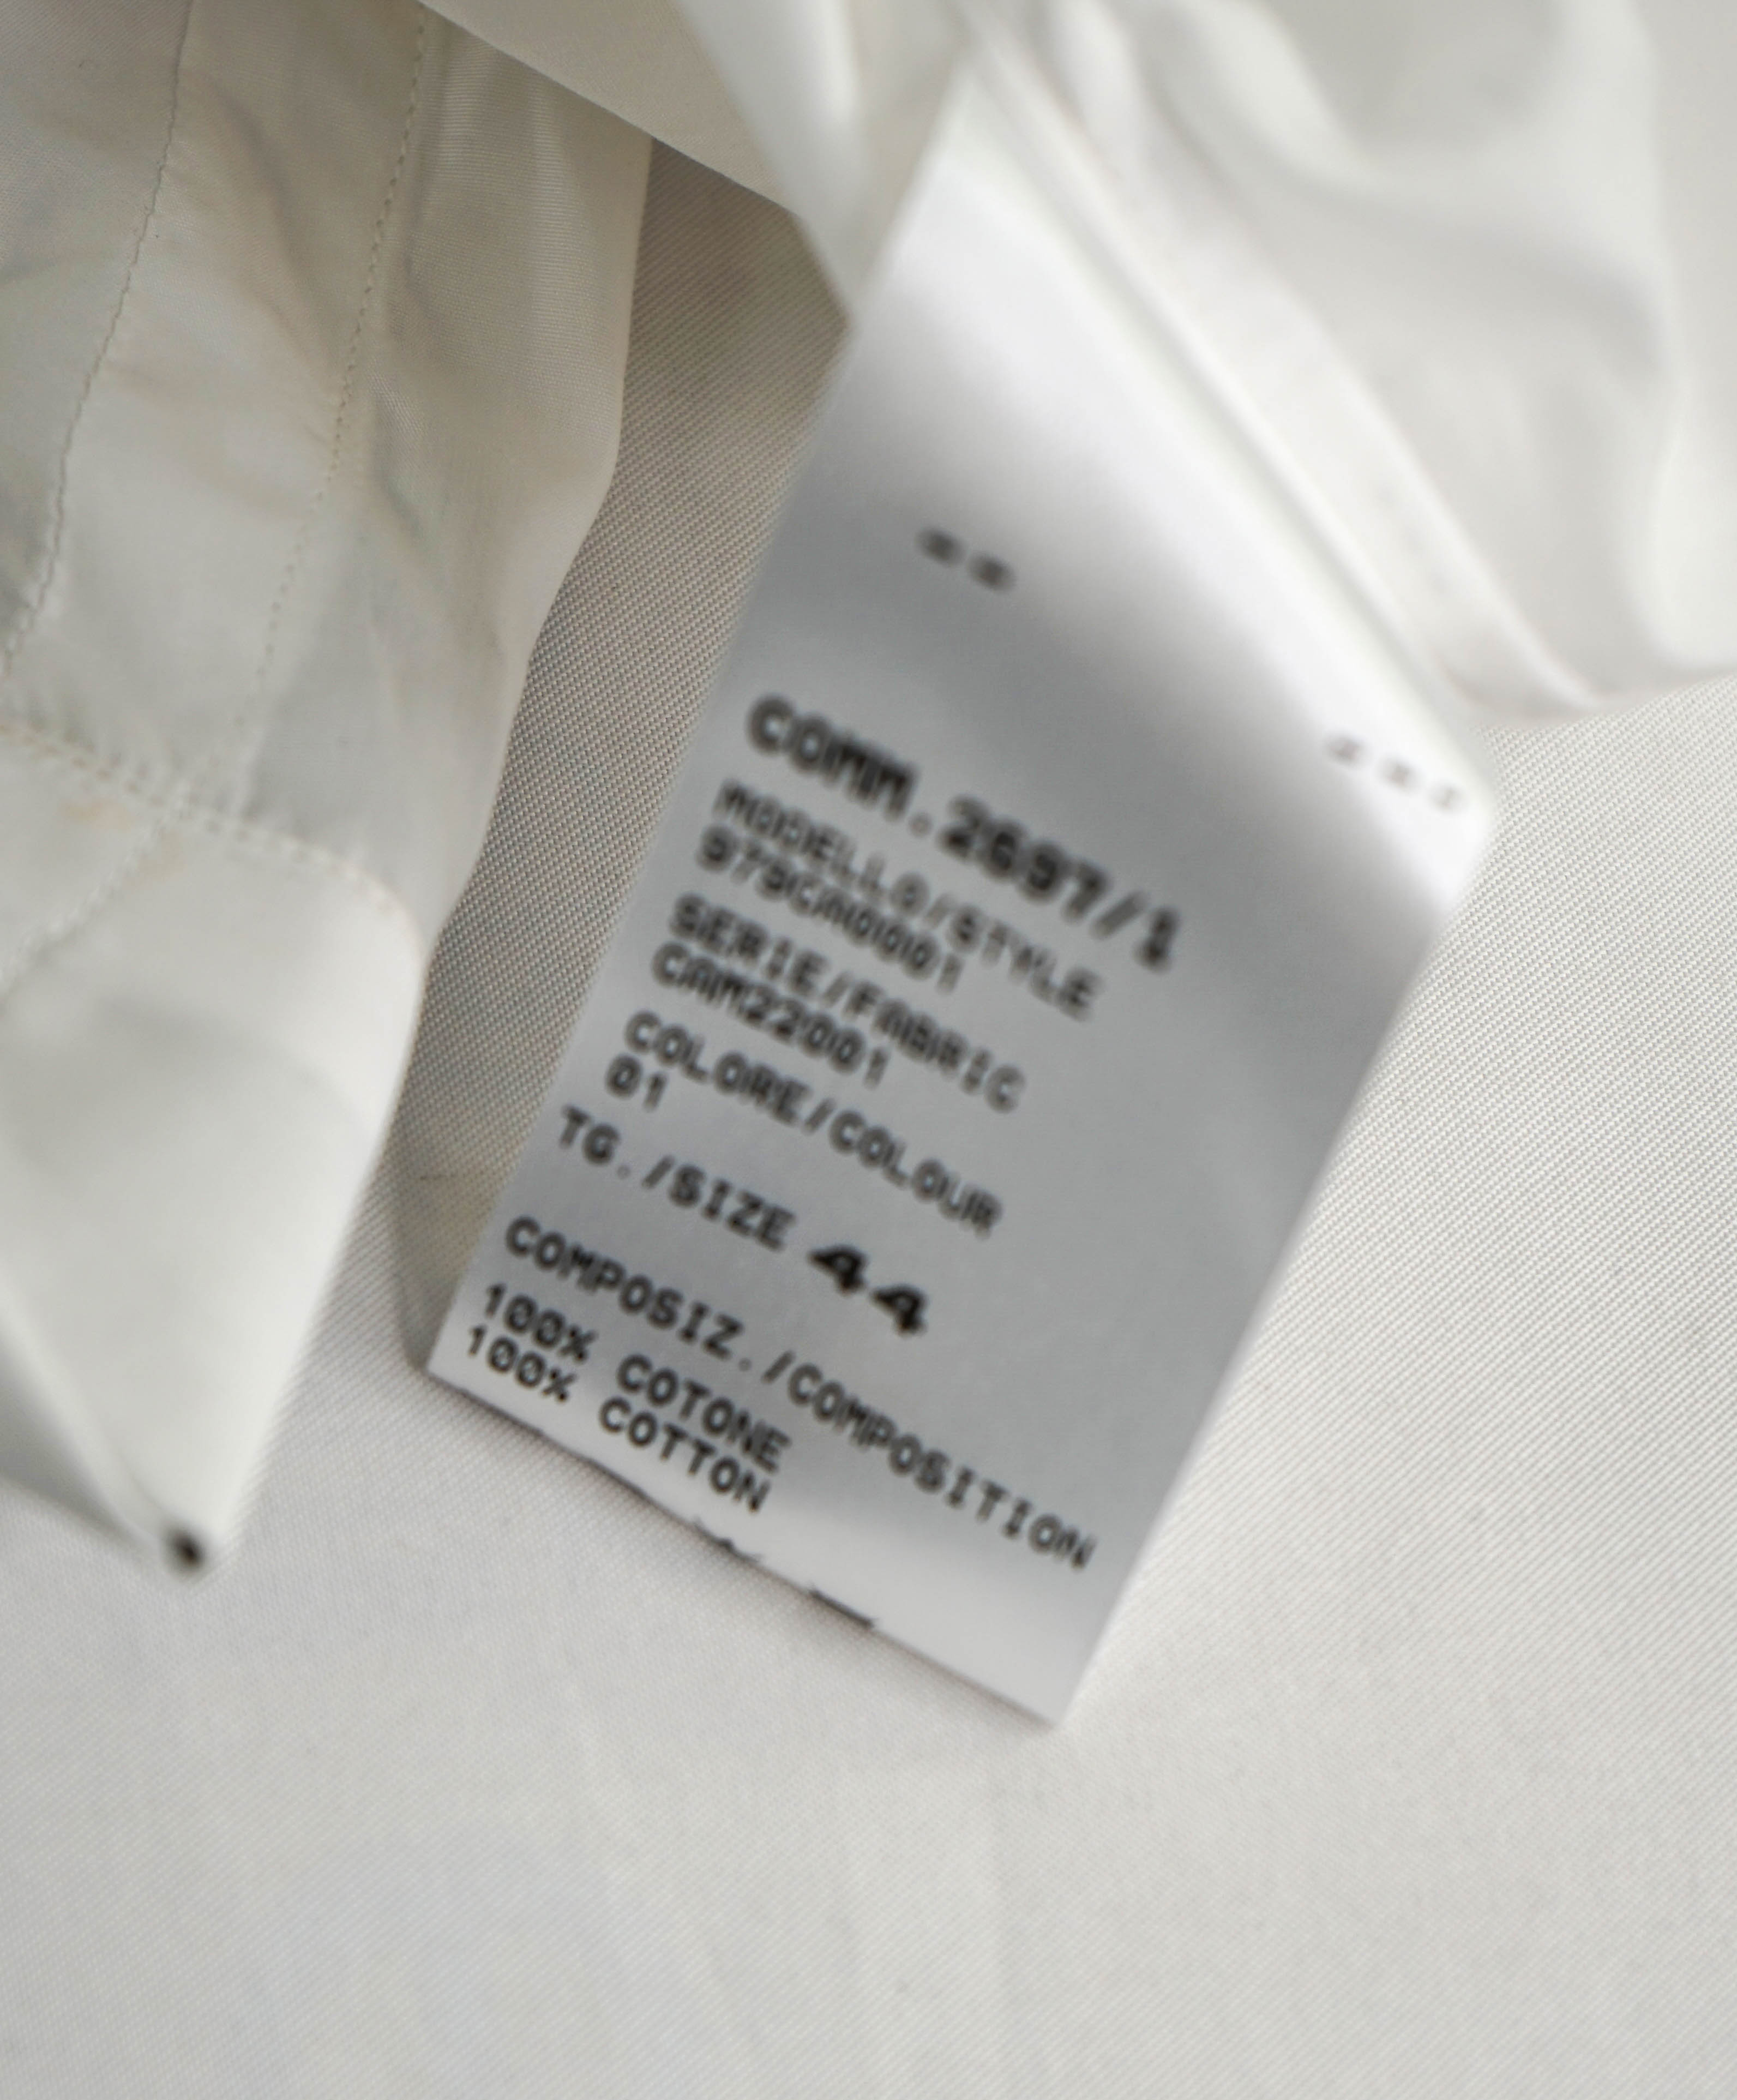 COMM.2697/1
MODELLO/STYLE
979CM0001
SERIE/FABRIC
CAM22001
COLORE/COLOUR
01
TG./SIZE 44
COMPOSIZ./COMPOSITION
100% COTONE
100% COTTON